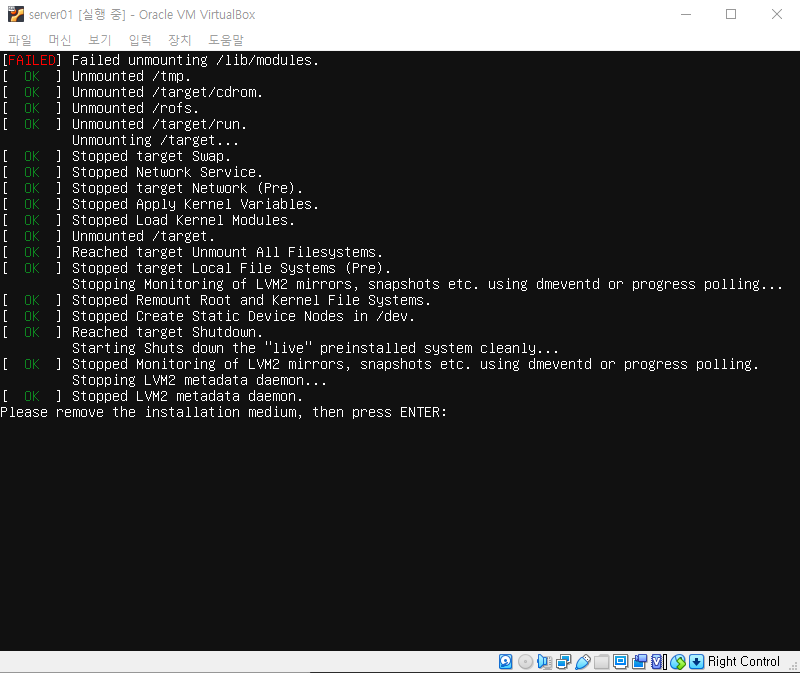 server01 [실행 중] - Oracle VM VirtualBox
파일 머신 보기 입력 장치 도움말
[FAILED] Failed unmounting /lib/modules.
[  OK  ] Unmounted /tmp.
[  OK  ] Unmounted /target/cdrom.
[  OK  ] Unmounted /rofs.
[  OK  ] Unmounted /target/run.
         Unmounting /target...
[  OK  ] Stopped target Swap.
[  OK  ] Stopped Network Service.
[  OK  ] Stopped target Network (Pre).
[  OK  ] Stopped Apply Kernel Variables.
[  OK  ] Stopped Load Kernel Modules.
[  OK  ] Unmounted /target.
[  OK  ] Reached target Unmount All Filesystems.
[  OK  ] Stopped target Local File Systems (Pre).
         Stopping Monitoring of LVM2 mirrors, snapshots etc. using dmeventd or progress polling...
[  OK  ] Stopped Remount Root and Kernel File Systems.
[  OK  ] Stopped Create Static Device Nodes in /dev.
[  OK  ] Reached target Shutdown.
         Starting Shuts down the "live" preinstalled system cleanly...
[  OK  ] Stopped Monitoring of LVM2 mirrors, snapshots etc. using dmeventd or progress polling.
         Stopping LVM2 metadata daemon...
[  OK  ] Stopped LVM2 metadata daemon.
Please remove the installation medium, then press ENTER:
Right Control